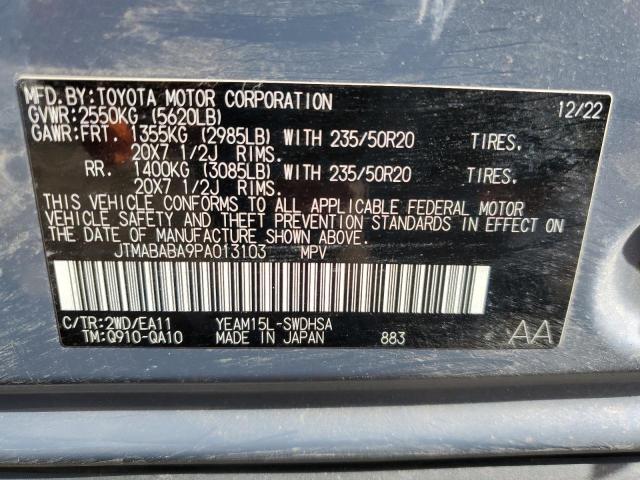 MFD.BY:TOYOTA MOTOR CORPORATION 12/22
GVWR:2550KG (5620LB)
GAWR:FRT. 1355KG (2985LB) WITH 235/50R20 TIRES.
20X7 1/2J RIMS.
RR. 1400KG (3085LB) WITH 235/50R20 TIRES.
20X7 1/2J RIMS.
THIS VEHICLE CONFORMS TO ALL APPLICABLE FEDERAL MOTOR
VEHICLE SAFETY AND THEFT PREVENTION STANDARDS IN EFFECT ON
THE DATE OF MANUFACTURE SHOWN ABOVE.
JTMABABA9PA013103 MPV
C/TR:2WD/EA11 YEAM15L-SWDHSA
TM:Q910-QA10 MADE IN JAPAN 883 AA